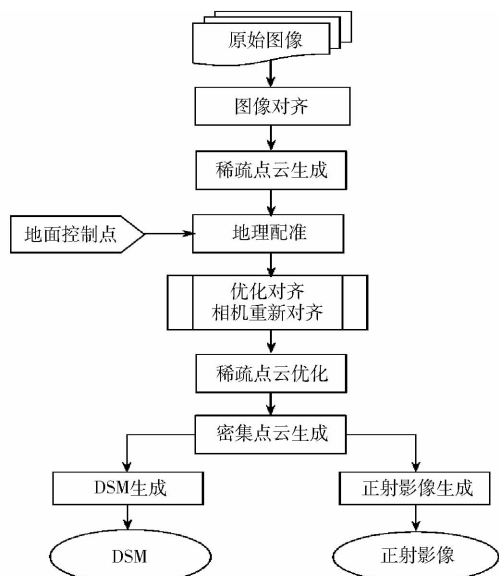 原始图像
图像对齐
稀疏点云生成
地面控制点
地理配准
优化对齐
相机重新对齐
稀疏点云优化
密集点云生成
DSM生成
正射影像生成
DSM
正射影像